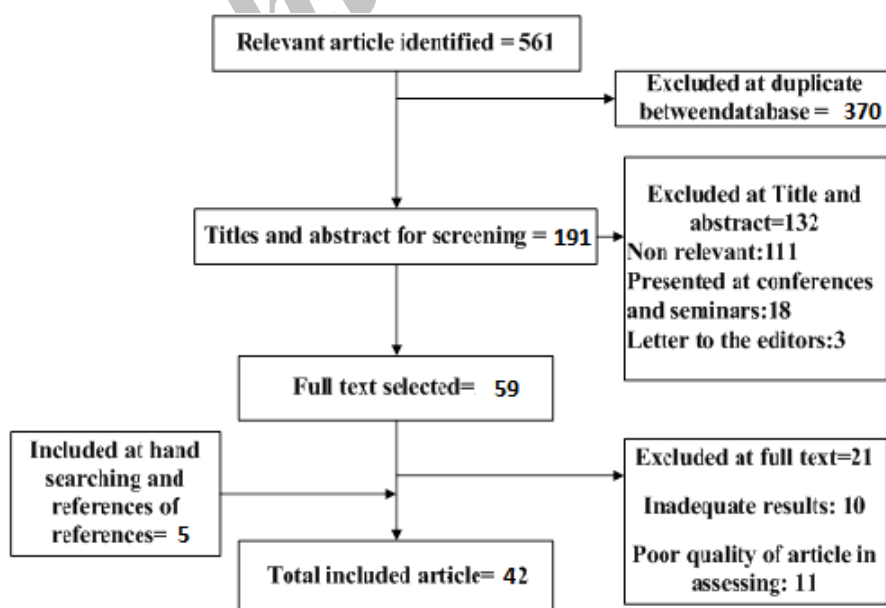 Relevant article identified = 561
Excluded at duplicate
betweendatabase = 370
Titles and abstract for screening = 191
Excluded at Title and
abstract=132
Non relevant:111
Presented at conferences
and seminars:18
Letter to the editors:3
Full text selected= 59
Included at hand
searching and
references of
references= 5
Excluded at full text=21
Inadequate results: 10
Poor quality of article in
assessing: 11
Total included article= 42